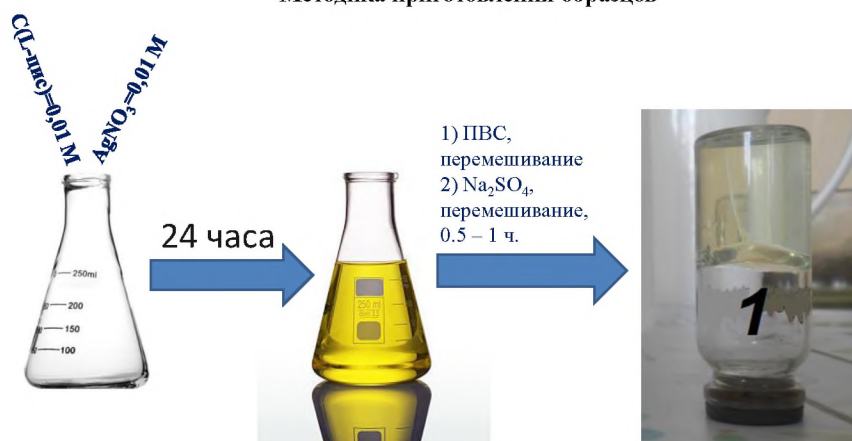 Методика приготовления образцов
C(L-цис)=0,01 М
AgNO₃=0,01 М
250ml
200
150
100
24 часа
250 ml
1) ПВС,
перемешивание
2) Na₂SO₄,
перемешивание,
0.5 – 1 ч.
1